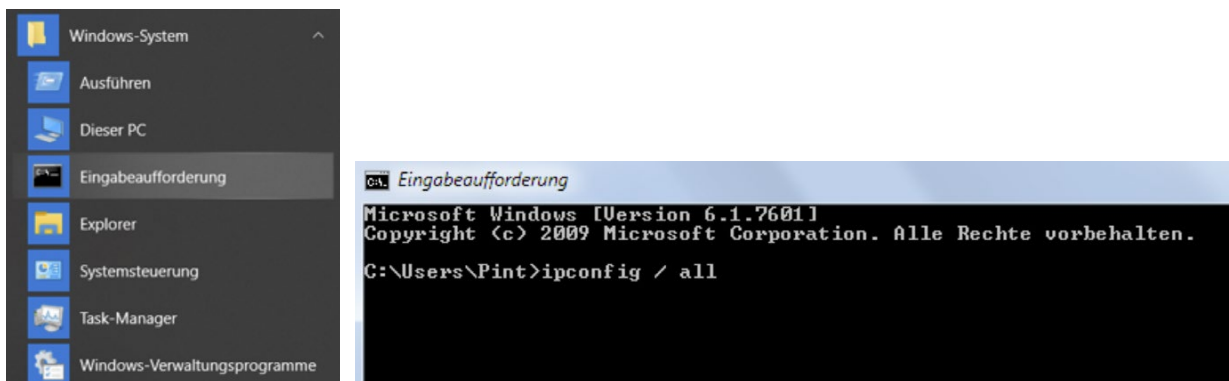 Windows-System
Ausführen
Dieser PC
Eingabeaufforderung
Explorer
Systemsteuerung
Task-Manager
Windows-Verwaltungsprogramme
Eingabeaufforderung
Microsoft Windows [Version 6.1.7601]
Copyright (c) 2009 Microsoft Corporation. Alle Rechte vorbehalten.
C:\Users\Pint>ipconfig / all